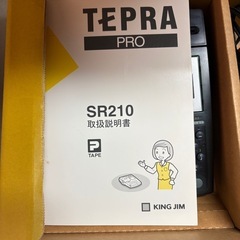 TEPRA
PRO
SR210
取扱説明書
P
TAPE
KING JIM